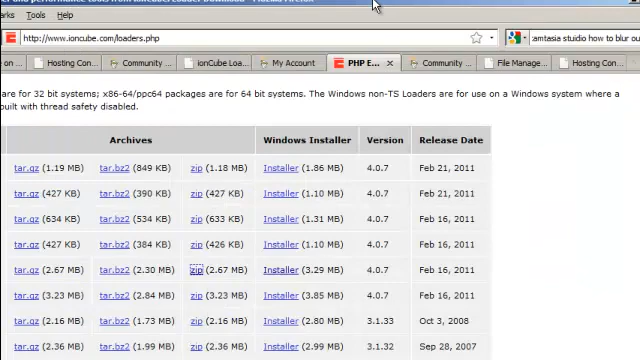 Tools Help
http://www.ioncube.com/loaders.php
amtasia studio how to blur ou
Hosting Con... Community ... ionCube Loa... My Account PHP E... Community ... File Manage... Hosting Con...
are for 32 bit systems; x86-64/ppc64 packages are for 64 bit systems. The Windows non-TS Loaders are for use on a Windows system where a
built with thread safety disabled.
Archives Windows Installer Version Release Date
tar.gz (1.19 MB) tar.bz2 (849 KB) zip (1.18 MB) Installer (1.86 MB) 4.0.7 Feb 21, 2011
tar.gz (427 KB) tar.bz2 (390 KB) zip (427 KB) Installer (1.10 MB) 4.0.7 Feb 21, 2011
tar.gz (634 KB) tar.bz2 (534 KB) zip (633 KB) Installer (1.31 MB) 4.0.7 Feb 16, 2011
tar.gz (427 KB) tar.bz2 (384 KB) zip (426 KB) Installer (1.10 MB) 4.0.7 Feb 16, 2011
tar.gz (2.67 MB) tar.bz2 (2.30 MB) zip (2.67 MB) Installer (3.29 MB) 4.0.7 Feb 16, 2011
tar.gz (3.23 MB) tar.bz2 (2.84 MB) zip (3.23 MB) Installer (3.85 MB) 4.0.7 Feb 16, 2011
tar.gz (2.16 MB) tar.bz2 (1.73 MB) zip (2.16 MB) Installer (2.80 MB) 3.1.33 Oct 3, 2008
tar.gz (2.36 MB) tar.bz2 (1.99 MB) zip (2.36 MB) Installer (2.99 MB) 3.1.32 Sep 28, 2007